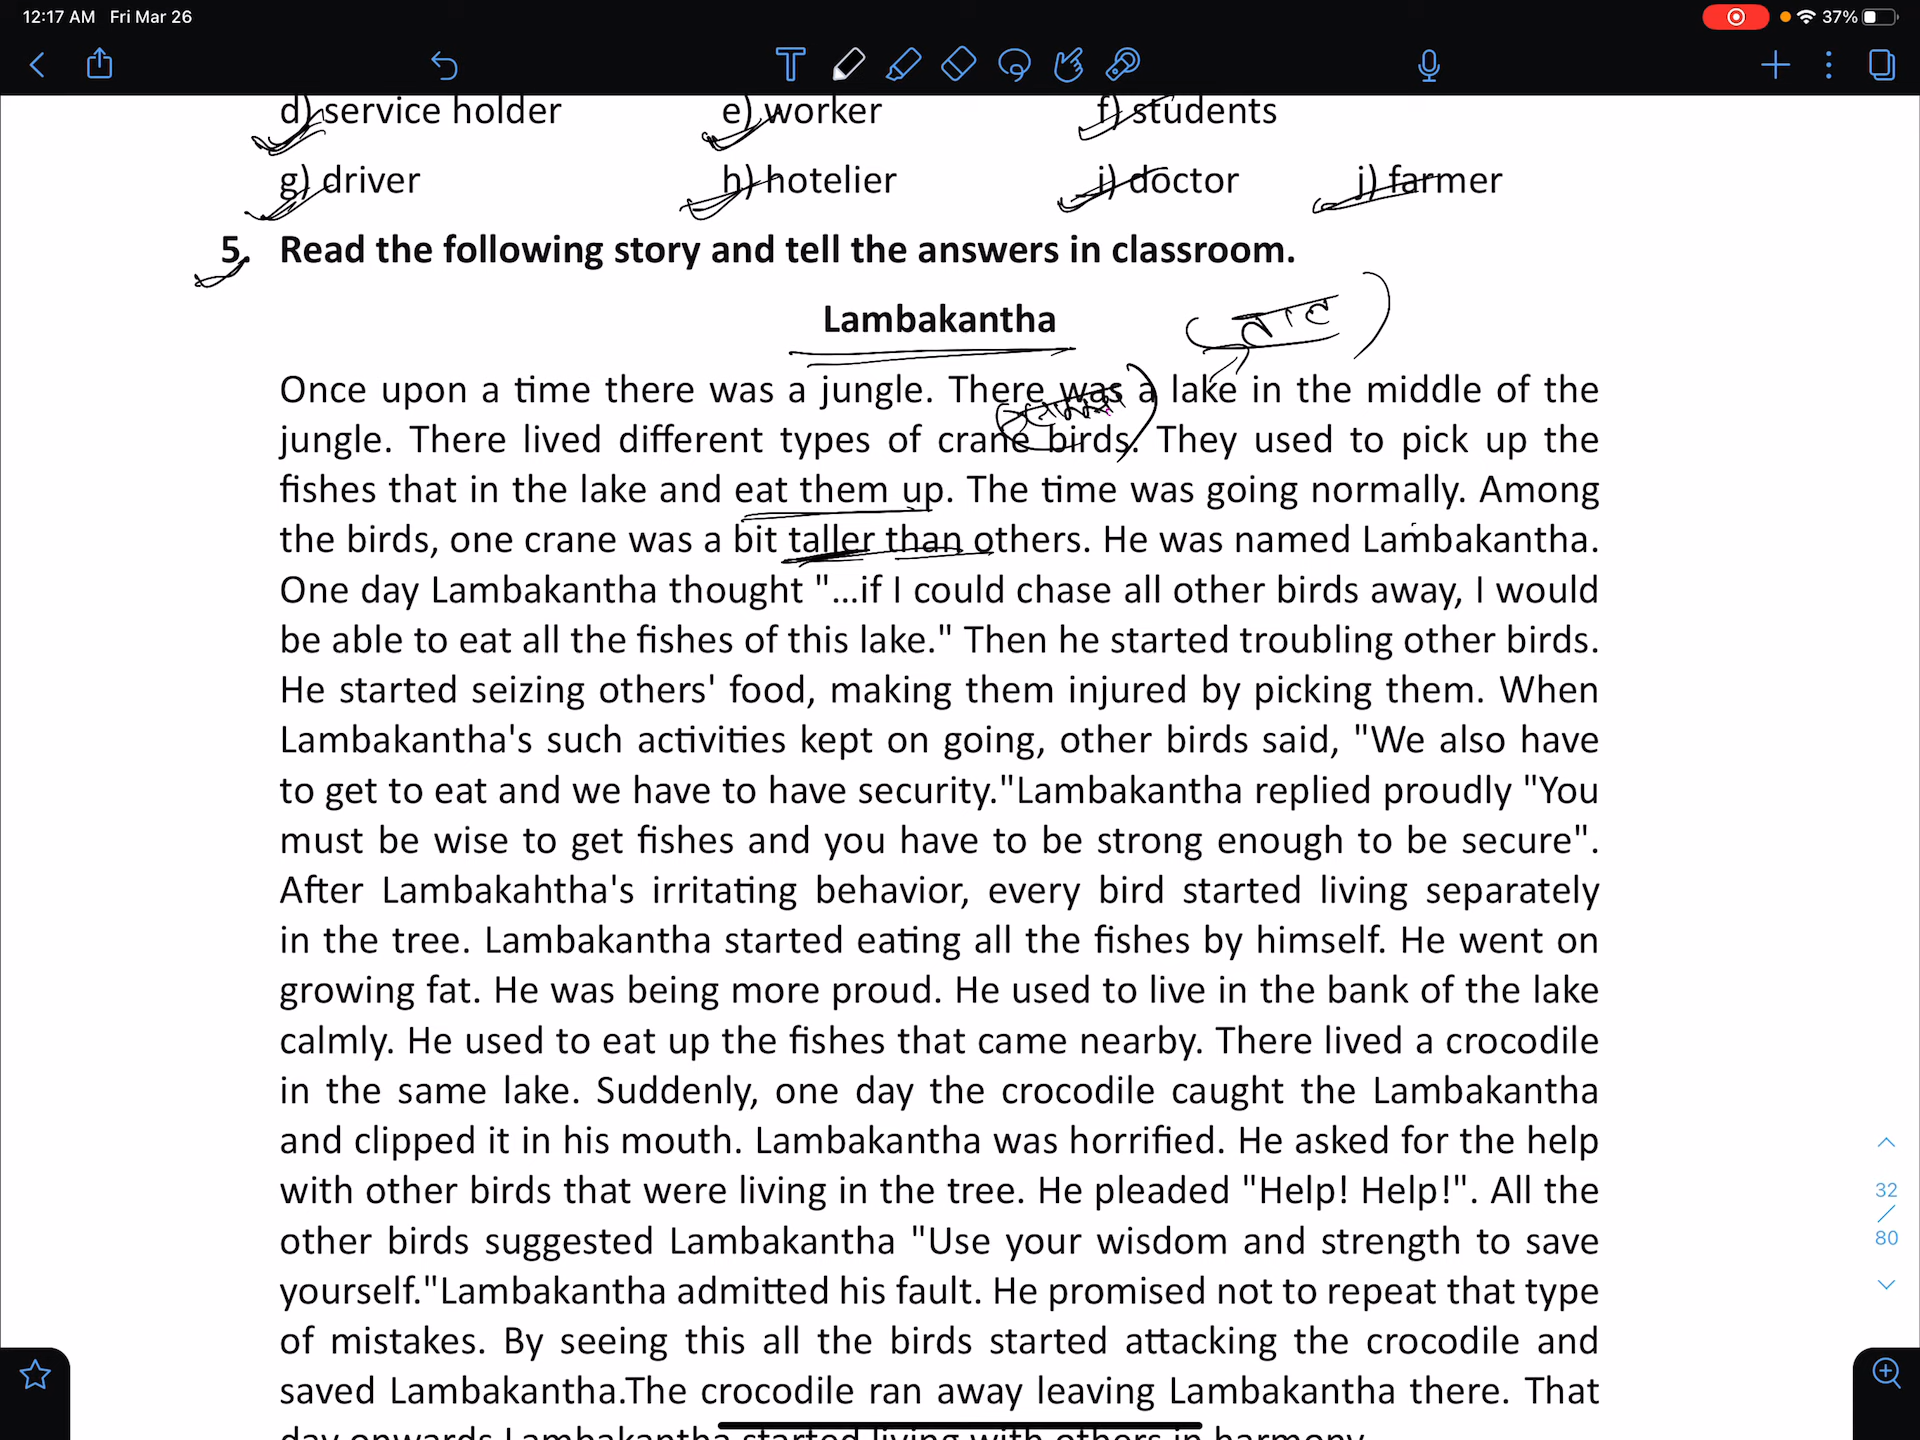 12:17 AM Fri Mar 26
37%
d) service holder e) worker f) students
g) driver h) hotelier i) doctor j) farmer
5. Read the following story and tell the answers in classroom.
Lambakantha
Once upon a time there was a jungle. There was a lake in the middle of the
jungle. There lived different types of crane birds. They used to pick up the
fishes that in the lake and eat them up. The time was going normally. Among
the birds, one crane was a bit taller than others. He was named Lambakantha.
One day Lambakantha thought "...if I could chase all other birds away, I would
be able to eat all the fishes of this lake." Then he started troubling other birds.
He started seizing others' food, making them injured by picking them. When
Lambakantha's such activities kept on going, other birds said, "We also have
to get to eat and we have to have security."Lambakantha replied proudly "You
must be wise to get fishes and you have to be strong enough to be secure".
After Lambakahtha's irritating behavior, every bird started living separately
in the tree. Lambakantha started eating all the fishes by himself. He went on
growing fat. He was being more proud. He used to live in the bank of the lake
calmly. He used to eat up the fishes that came nearby. There lived a crocodile
in the same lake. Suddenly, one day the crocodile caught the Lambakantha
and clipped it in his mouth. Lambakantha was horrified. He asked for the help
with other birds that were living in the tree. He pleaded "Help! Help!". All the
other birds suggested Lambakantha "Use your wisdom and strength to save
yourself."Lambakantha admitted his fault. He promised not to repeat that type
of mistakes. By seeing this all the birds started attacking the crocodile and
saved Lambakantha.The crocodile ran away leaving Lambakantha there. That
day onwards Lambakantha started living with others in harmony.
32
/
80